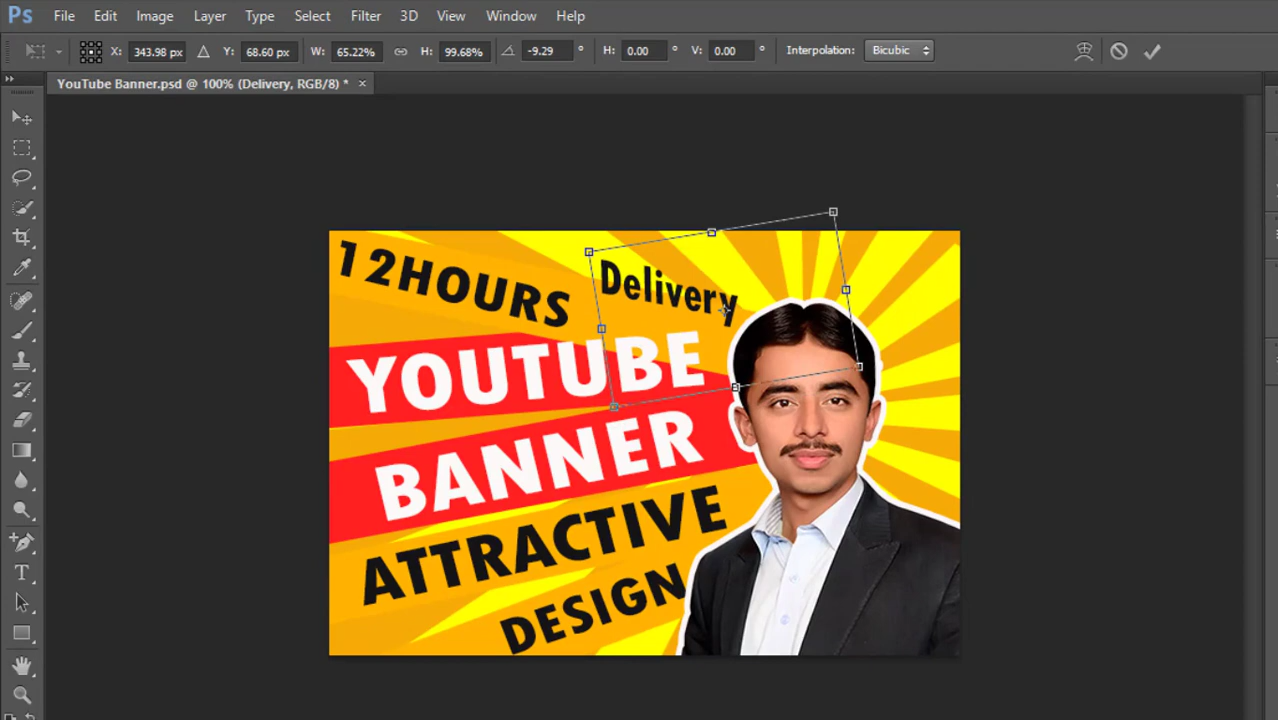 Ps File Edit Image Layer Type Select Filter 3D View Window Help
X: 343.98 px Y: 68.60 px W: 65.22% H: 99.68% -9.29 ° H: 0.00 ° V: 0.00 ° Interpolation: Bicubic
YouTube Banner.psd @ 100% (Delivery, RGB/8) * ×
12HOURS
Delivery
YOUTUBE
BANNER
ATTRACTIVE
DESIGN